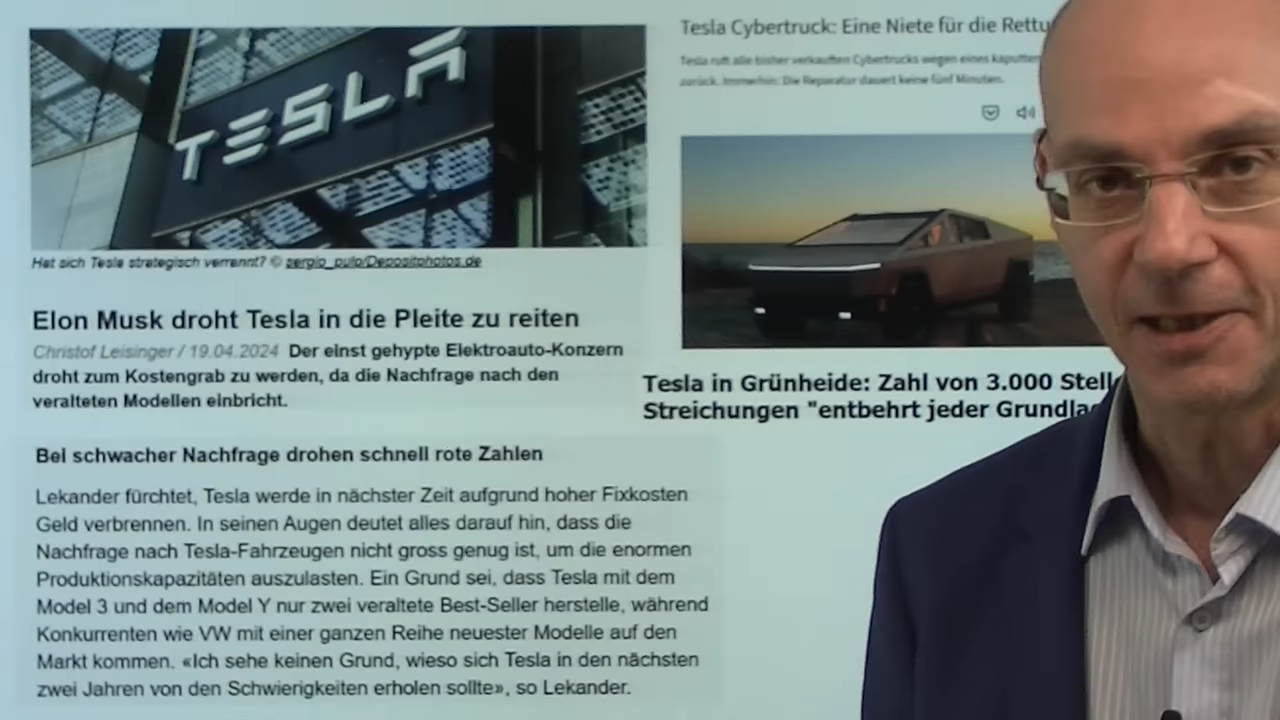 TESLA
Hat sich Tesla strategisch verrennt? © sergio_pulp/Depositphotos.de
Elon Musk droht Tesla in die Pleite zu reiten
Christof Leisinger / 19.04.2024 Der einst gehypte Elektroauto-Konzern
droht zum Kostengrab zu werden, da die Nachfrage nach den
veralteten Modellen einbricht.
Bei schwacher Nachfrage drohen schnell rote Zahlen
Lekander fürchtet, Tesla werde in nächster Zeit aufgrund hoher Fixkosten
Geld verbrennen. In seinen Augen deutet alles darauf hin, dass die
Nachfrage nach Tesla-Fahrzeugen nicht gross genug ist, um die enormen
Produktionskapazitäten auszulasten. Ein Grund sei, dass Tesla mit dem
Model 3 und dem Model Y nur zwei veraltete Best-Seller herstelle, während
Konkurrenten wie VW mit einer ganzen Reihe neuester Modelle auf den
Markt kommen. «Ich sehe keinen Grund, wieso sich Tesla in den nächsten
zwei Jahren von den Schwierigkeiten erholen sollte», so Lekander.
Tesla Cybertruck: Eine Niete für die Rettu
Tesla ruft alle bisher verkauften Cybertrucks wegen eines kaputten
zurück. Immerhin: Die Reparatur dauert keine fünf Minuten.
Tesla in Grünheide: Zahl von 3.000 Stell
Streichungen "entbehrt jeder Grundlag